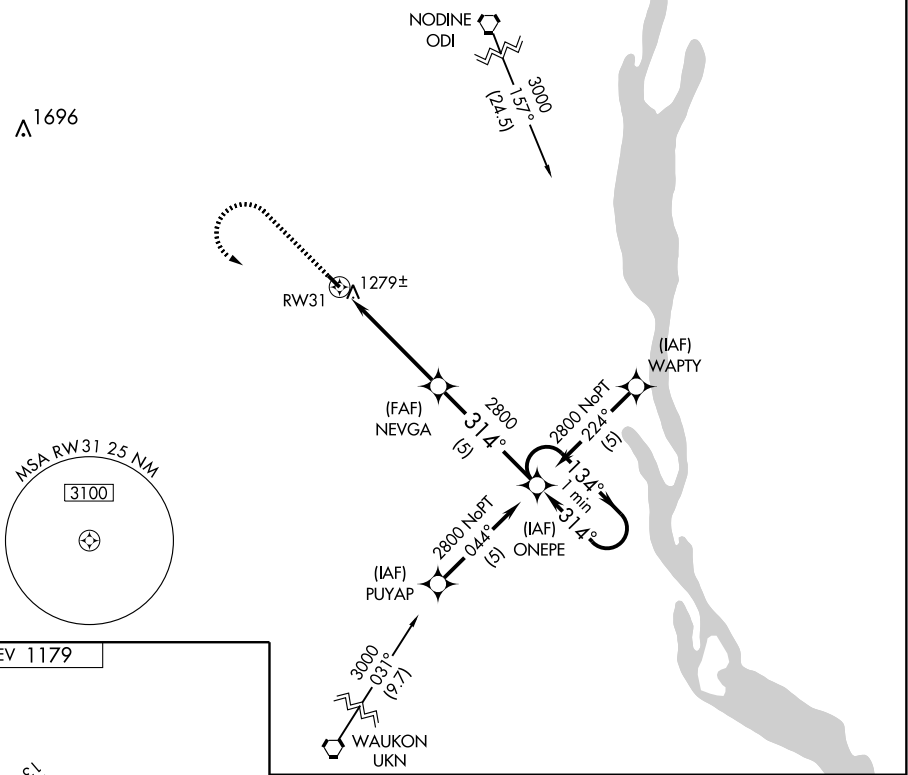 NODINE
ODI
3000
157°
(24.5)
1696
1279±
RW31
(IAF)
WAPTY
(FAF)
NEVGA
2800
314°
(5)
2800 NoPT
224°
(5)
134°
1 min
314°
MSA RW31 25 NM
3100
2800 NoPT
044°
(5)
(IAF)
ONEPE
(IAF)
PUYAP
EV 1179
3000
031°
(9.7)
WAUKON
UKN